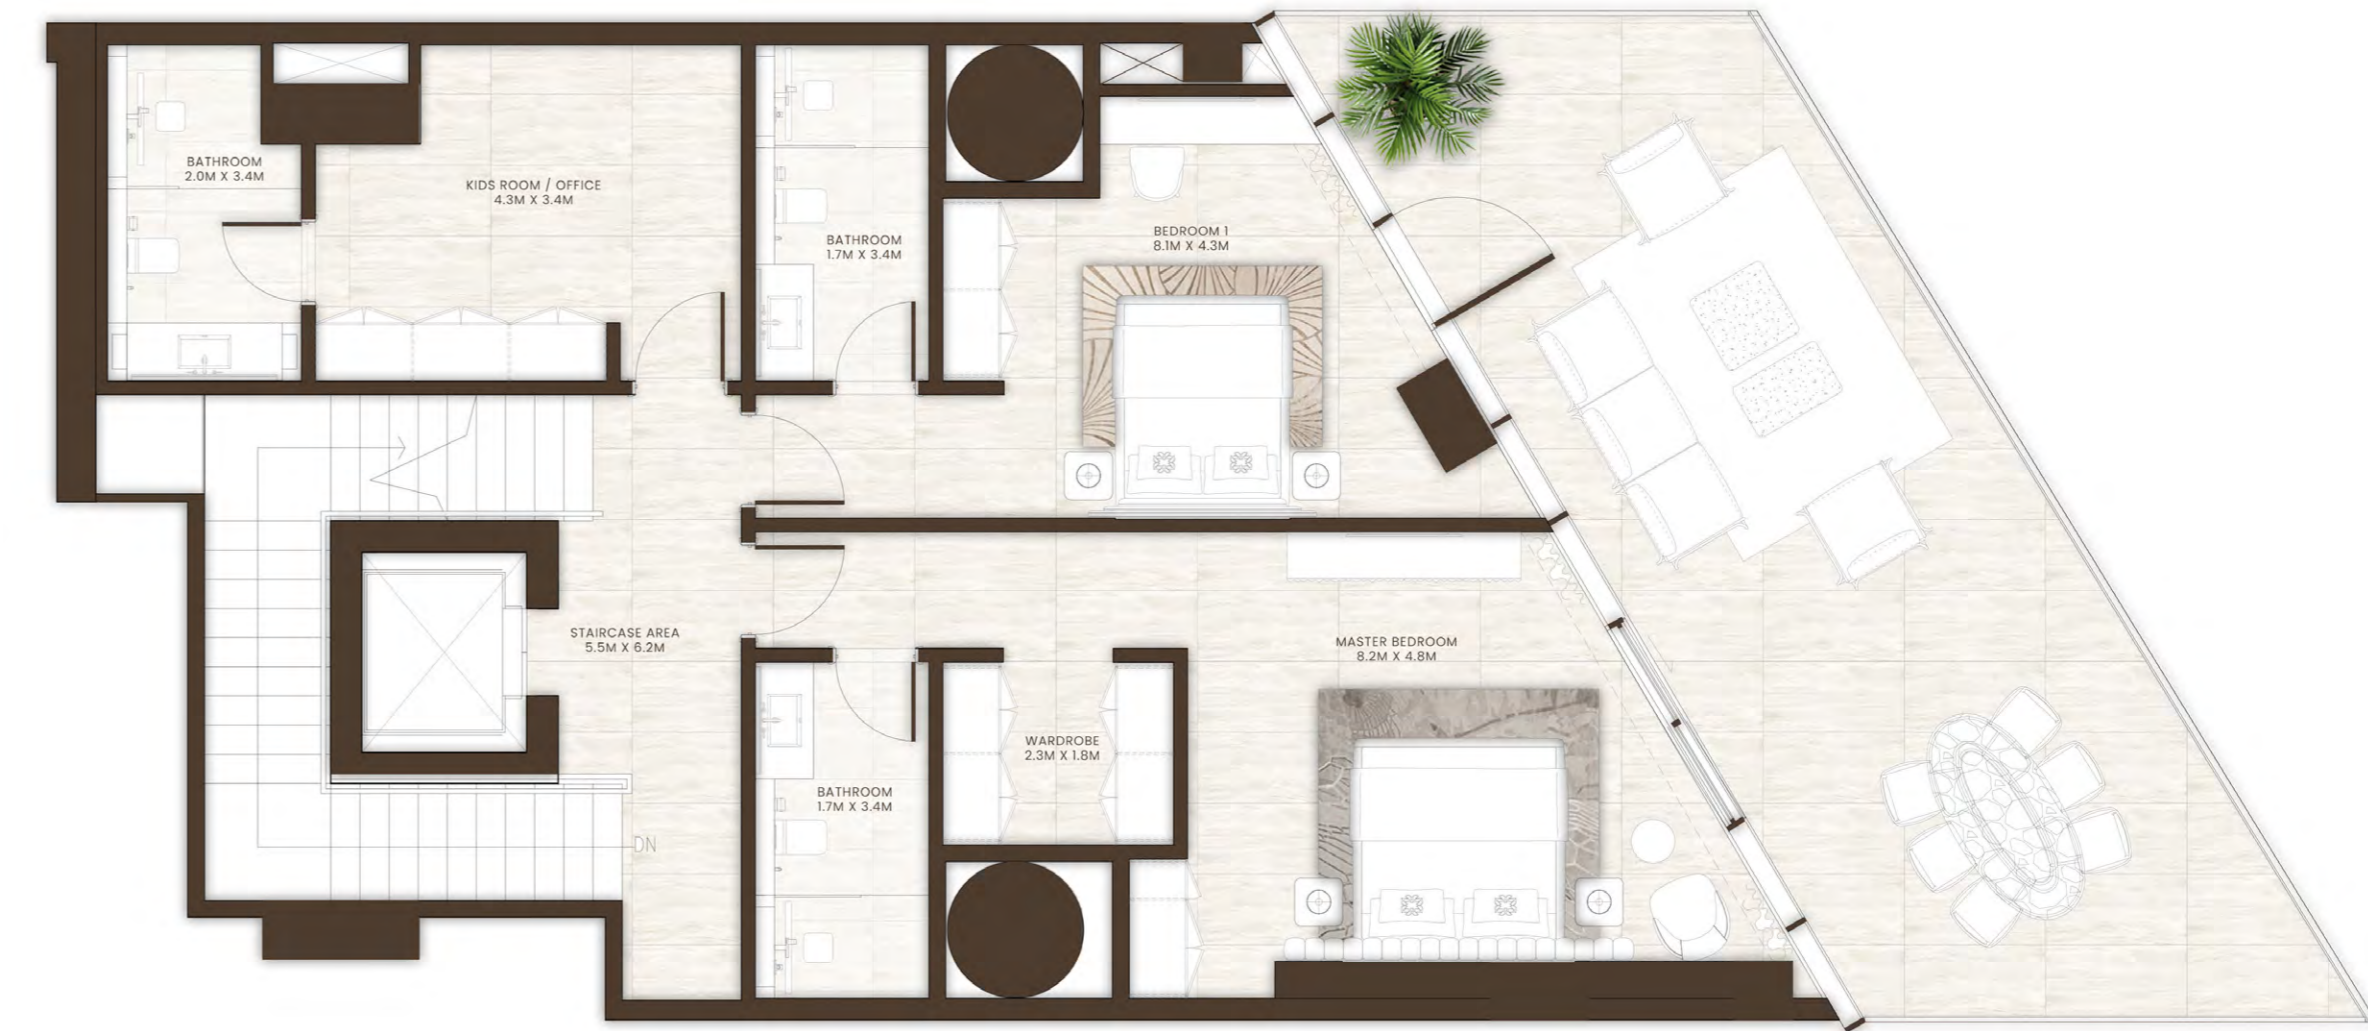 BATHROOM
2.0M X 3.4M
KIDS ROOM / OFFICE
4.3M X 3.4M
BATHROOM
1.7M X 3.4M
BEDROOM 1
8.1M X 4.3M
STAIRCASE AREA
5.5M X 6.2M
MASTER BEDROOM
8.2M X 4.8M
WARDROBE
2.3M X 1.8M
BATHROOM
1.7M X 3.4M
DN